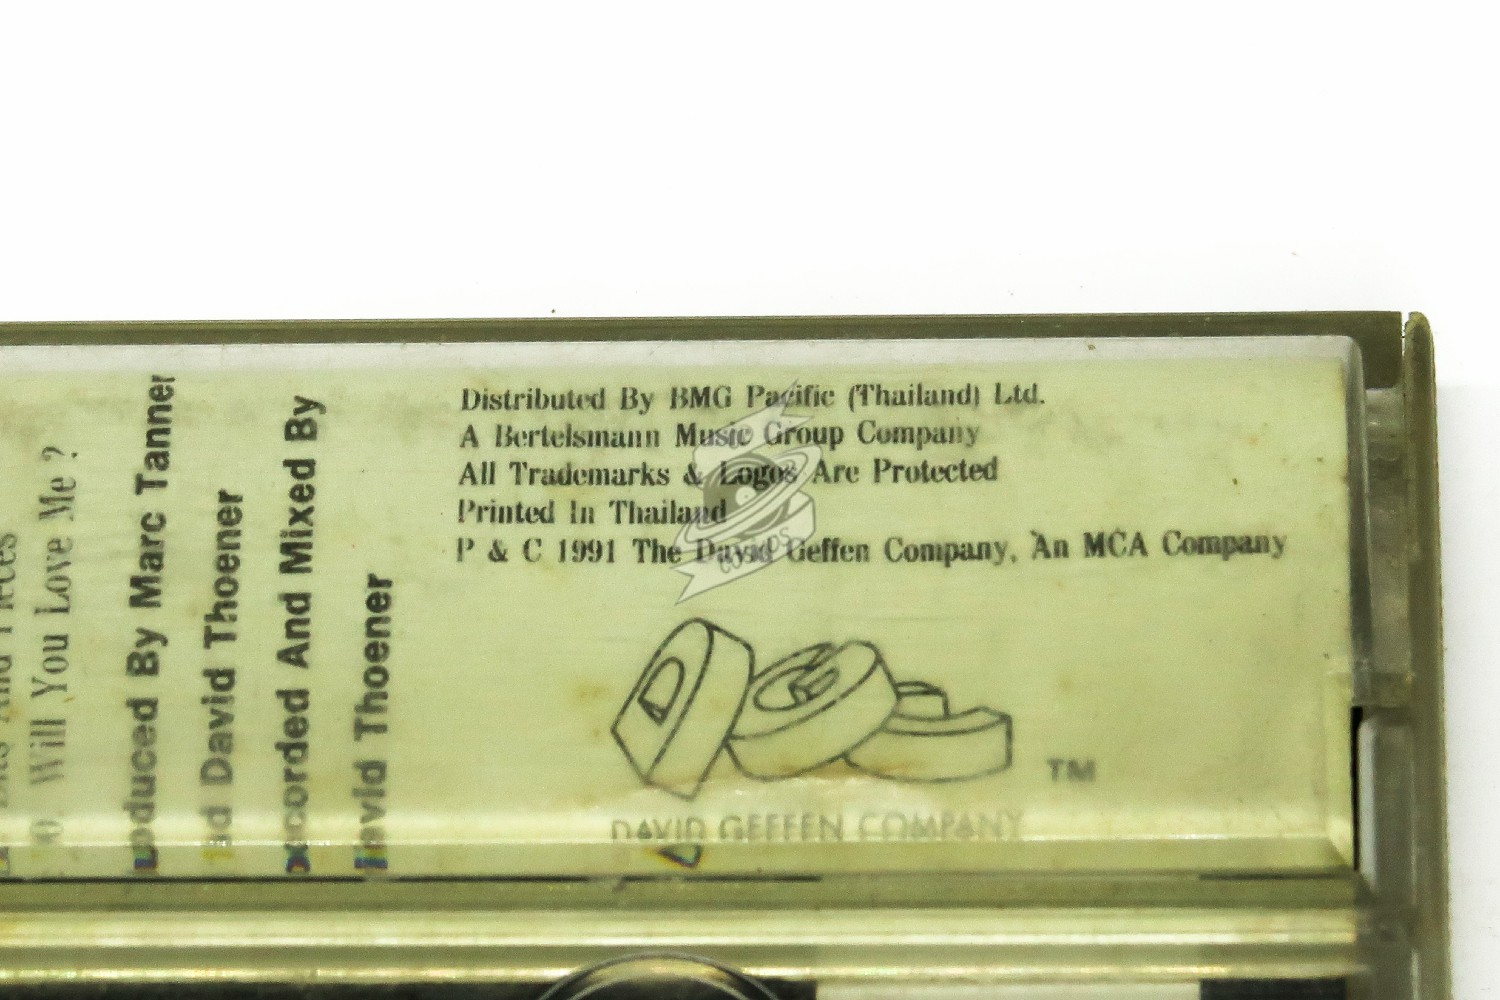 Distributed By BMG Pacific (Thailand) Ltd.
A Bertelsmann Music Group Company
All Trademarks & Logos Are Protected
Printed In Thailand
P & C 1991 The David Geffen Company, An MCA Company
TM
DAVID GEFFEN COMPANY
And Pieces
Will You Love Me ?
By Marc Tanner
David Thoener
And Mixed By
David Thoener